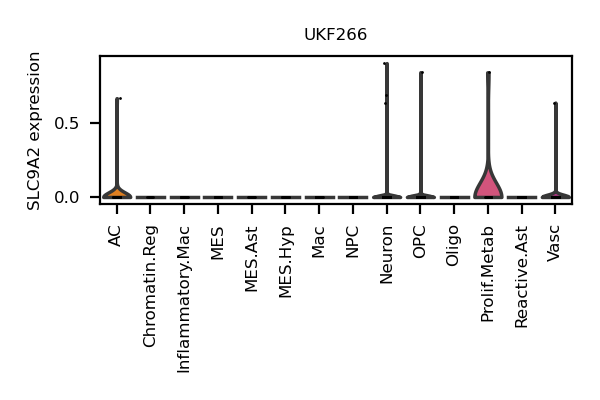 UKF266
SLC9A2 expression
0.5
0.0
AC
Chromatin.Reg
Inflammatory.Mac
MES
MES.Ast
MES.Hyp
Mac
NPC
Neuron
OPC
Oligo
Prolif.Metab
Reactive.Ast
Vasc